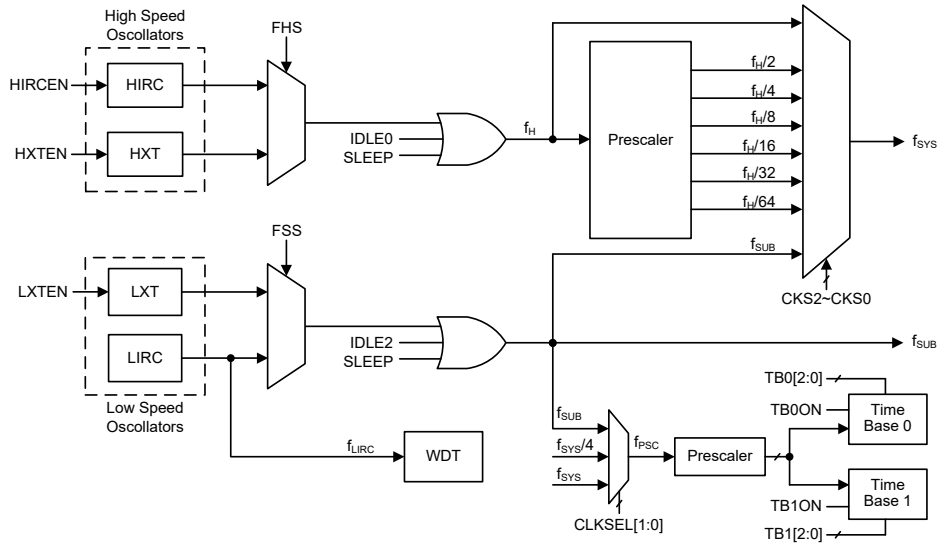 High Speed
Oscollators
FHS
HIRCEN
HIRC
HXTEN
HXT
IDLE0
SLEEP
fH
Prescaler
fH/2
fH/4
fH/8
fH/16
fH/32
fH/64
fSUB
fSYS
CKS2~CKS0
FSS
LXTEN
LXT
LIRC
Low Speed
Oscollators
IDLE2
SLEEP
fSUB
fLIRC
WDT
fSUB
fSYS/4
fSYS
fPSC
Prescaler
CLKSEL[1:0]
TB0[2:0]
TB0ON
Time
Base 0
Time
Base 1
TB1ON
TB1[2:0]